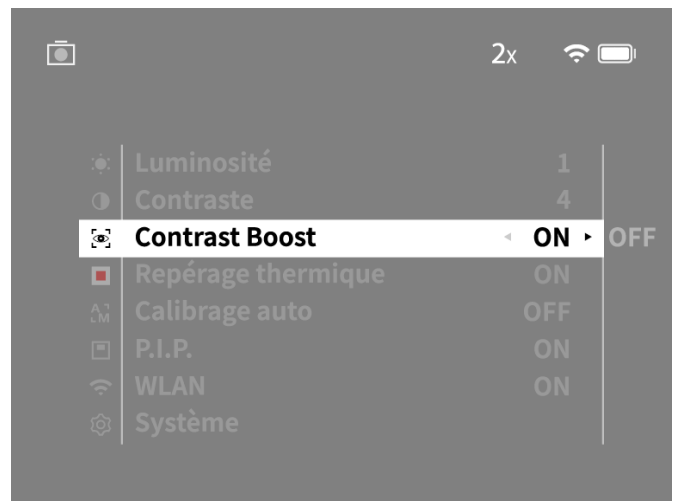 2x
Luminosité 1
Contraste 4
Contrast Boost ON OFF
Repérage thermique ON
Calibrage auto OFF
P.I.P. ON
WLAN ON
Système